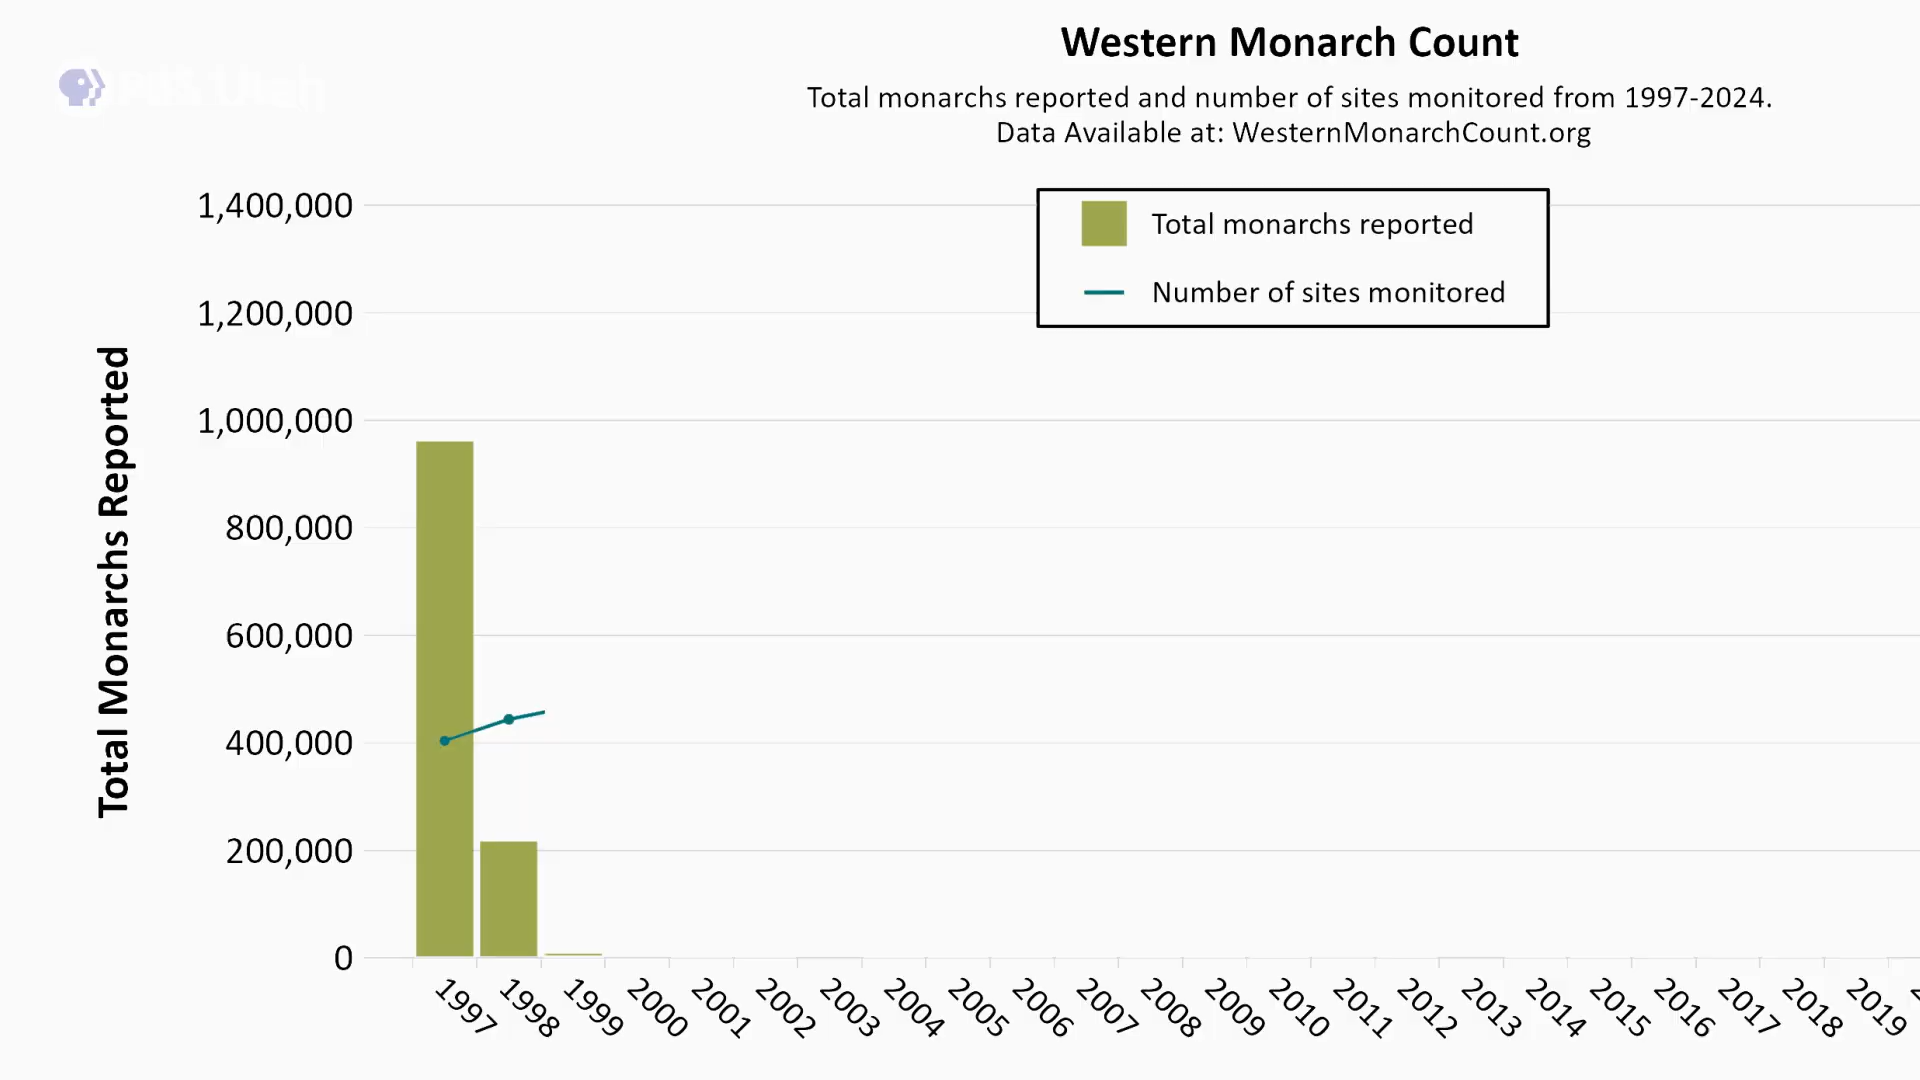 PBS Utah
Western Monarch Count
Total monarchs reported and number of sites monitored from 1997-2024.
Data Available at: WesternMonarchCount.org
Total monarchs reported
Number of sites monitored
Total Monarchs Reported
1,400,000
1,200,000
1,000,000
800,000
600,000
400,000
200,000
0
1997 1998 1999 2000 2001 2002 2003 2004 2005 2006 2007 2008 2009 2010 2011 2012 2013 2014 2015 2016 2017 2018 2019